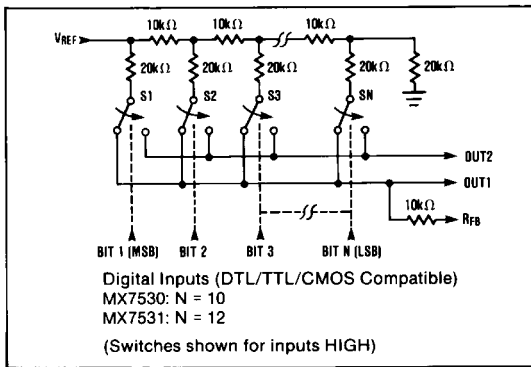 10kΩ 10kΩ 10kΩ
VREF
20kΩ 20kΩ 20kΩ 20kΩ 20kΩ
S1 S2 S3 SN
OUT2
OUT1
10kΩ
RFB
BIT 1 (MSB) BIT 2 BIT 3 BIT N (LSB)
Digital Inputs (DTL/TTL/CMOS Compatible)
MX7530: N = 10
MX7531: N = 12
(Switches shown for inputs HIGH)